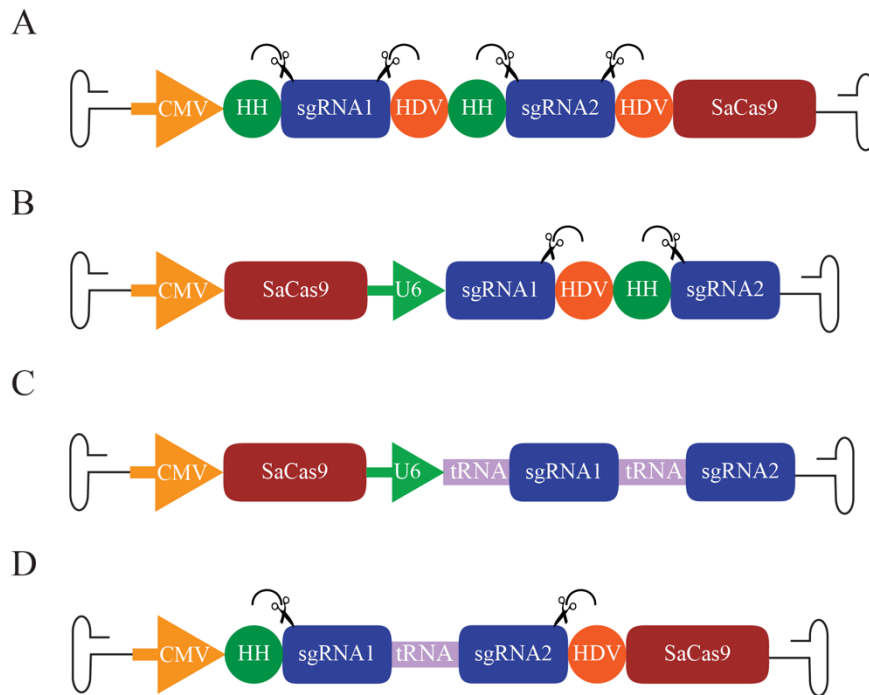 A
CMV HH sgRNA1 HDV HH sgRNA2 HDV SaCas9
B
CMV SaCas9 U6 sgRNA1 HDV HH sgRNA2
C
CMV SaCas9 U6 tRNA sgRNA1 tRNA sgRNA2
D
CMV HH sgRNA1 tRNA sgRNA2 HDV SaCas9